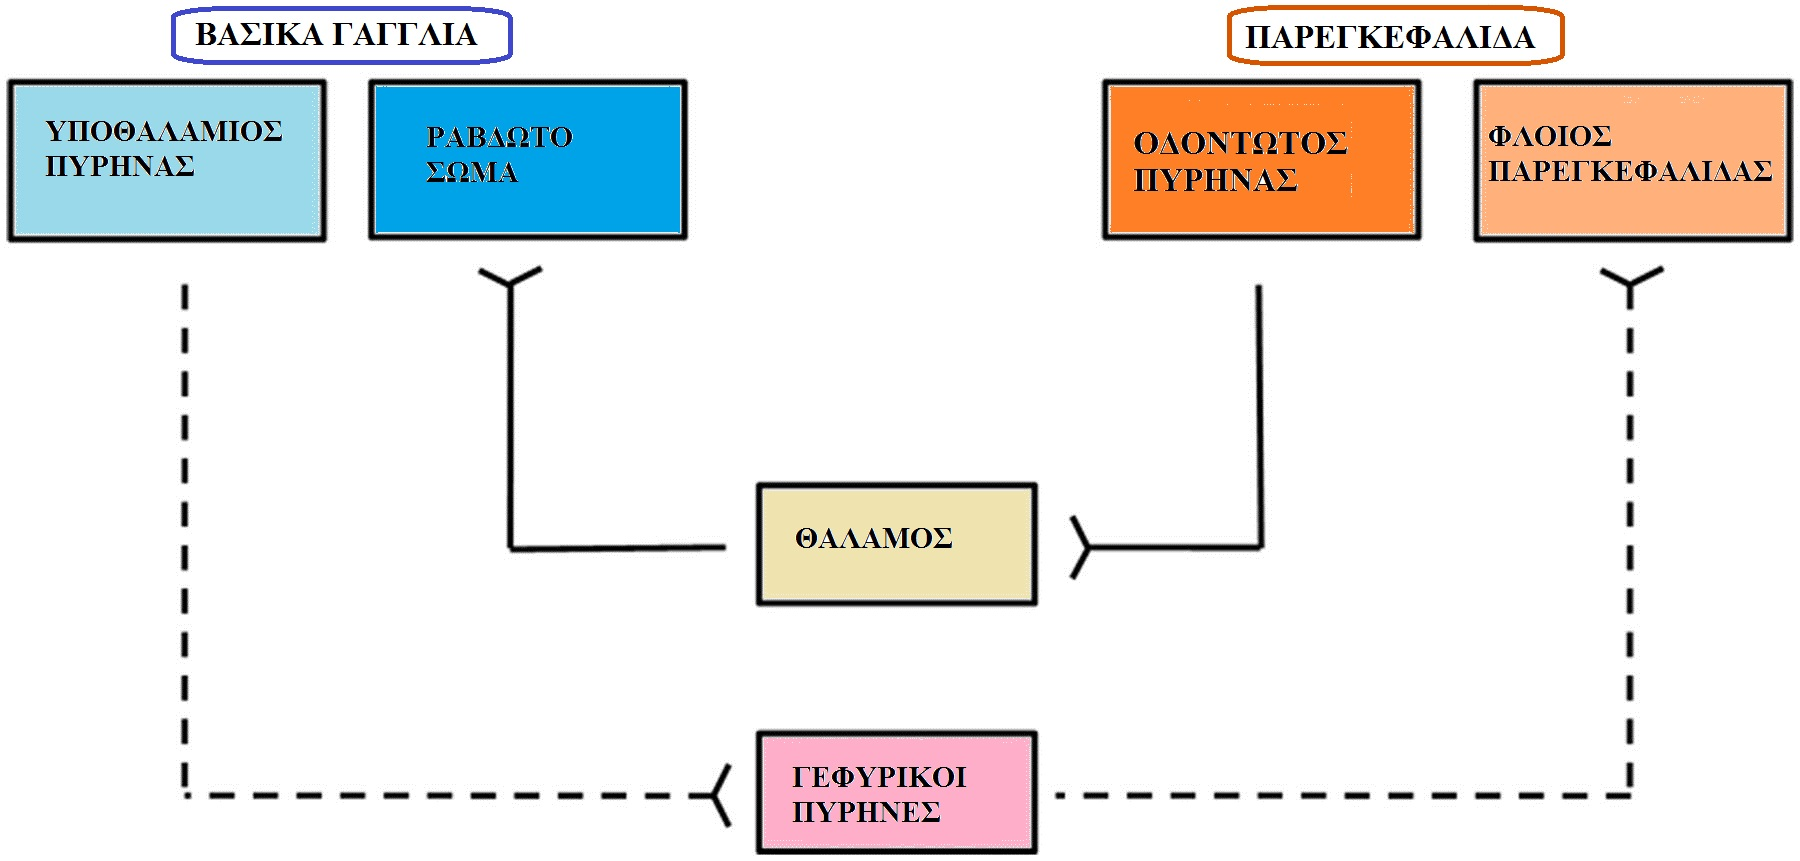 ΒΑΣΙΚΑ ΓΑΓΓΛΙΑ
ΠΑΡΕΓΚΕΦΑΛΙΔΑ
ΥΠΟΘΑΛΑΜΙΟΣ
ΠΥΡΗΝΑΣ
ΡΑΒΔΩΤΟ
ΣΩΜΑ
ΟΔΟΝΤΩΤΟΣ
ΠΥΡΗΝΑΣ
ΦΛΟΙΟΣ
ΠΑΡΕΓΚΕΦΑΛΙΔΑΣ
ΘΑΛΑΜΟΣ
ΓΕΦΥΡΙΚΟΙ
ΠΥΡΗΝΕΣ